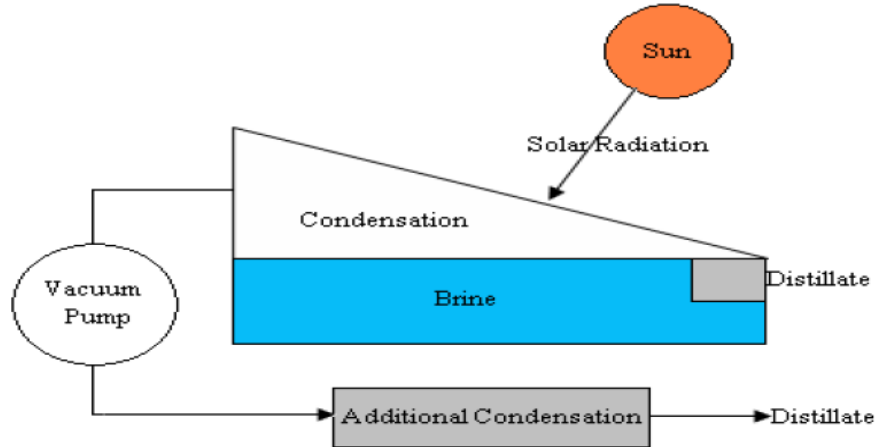 Sun
Solar Radiation
Condensation
Vacuum
Pump
Brine
Distillate
Additional Condensation
Distillate